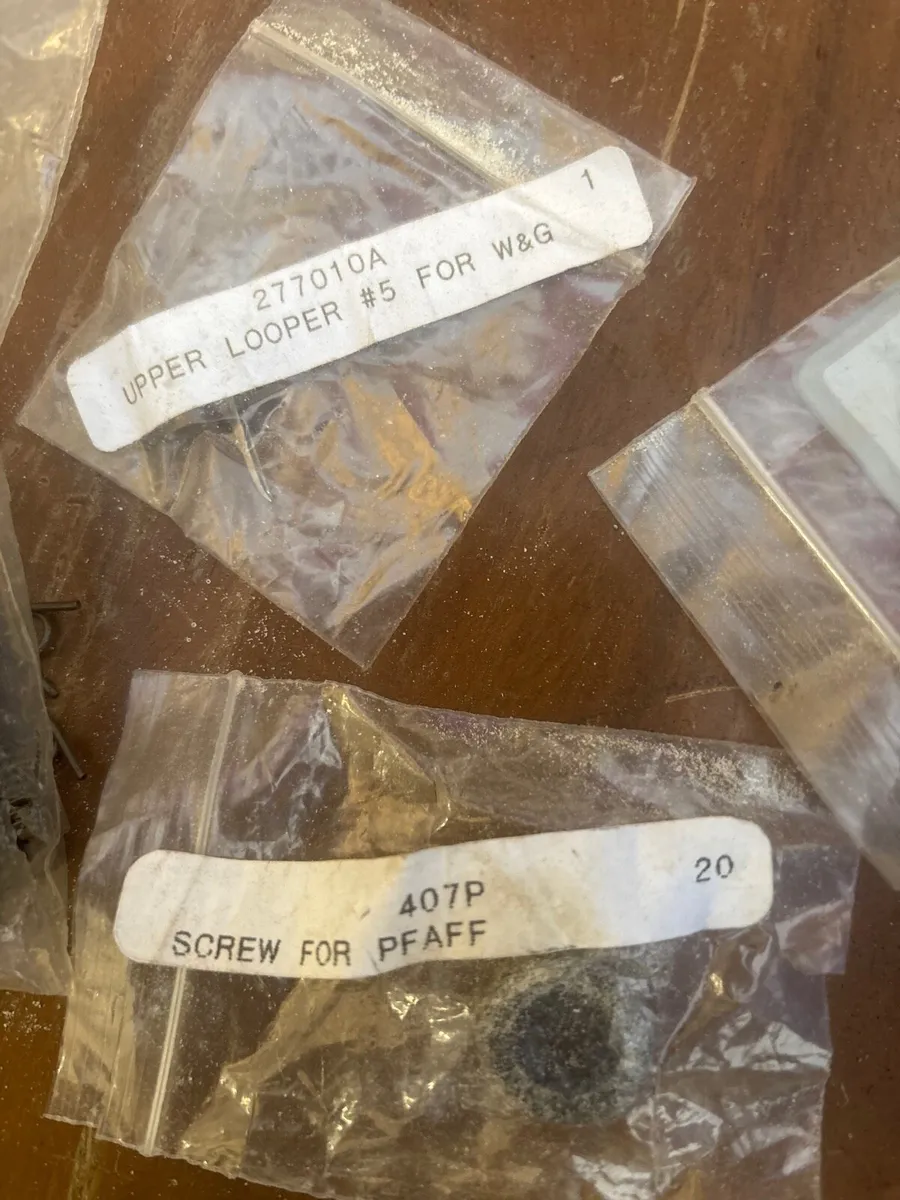 1
277010A
UPPER LOOPER #5 FOR W&G
20
407P
SCREW FOR PFAFF